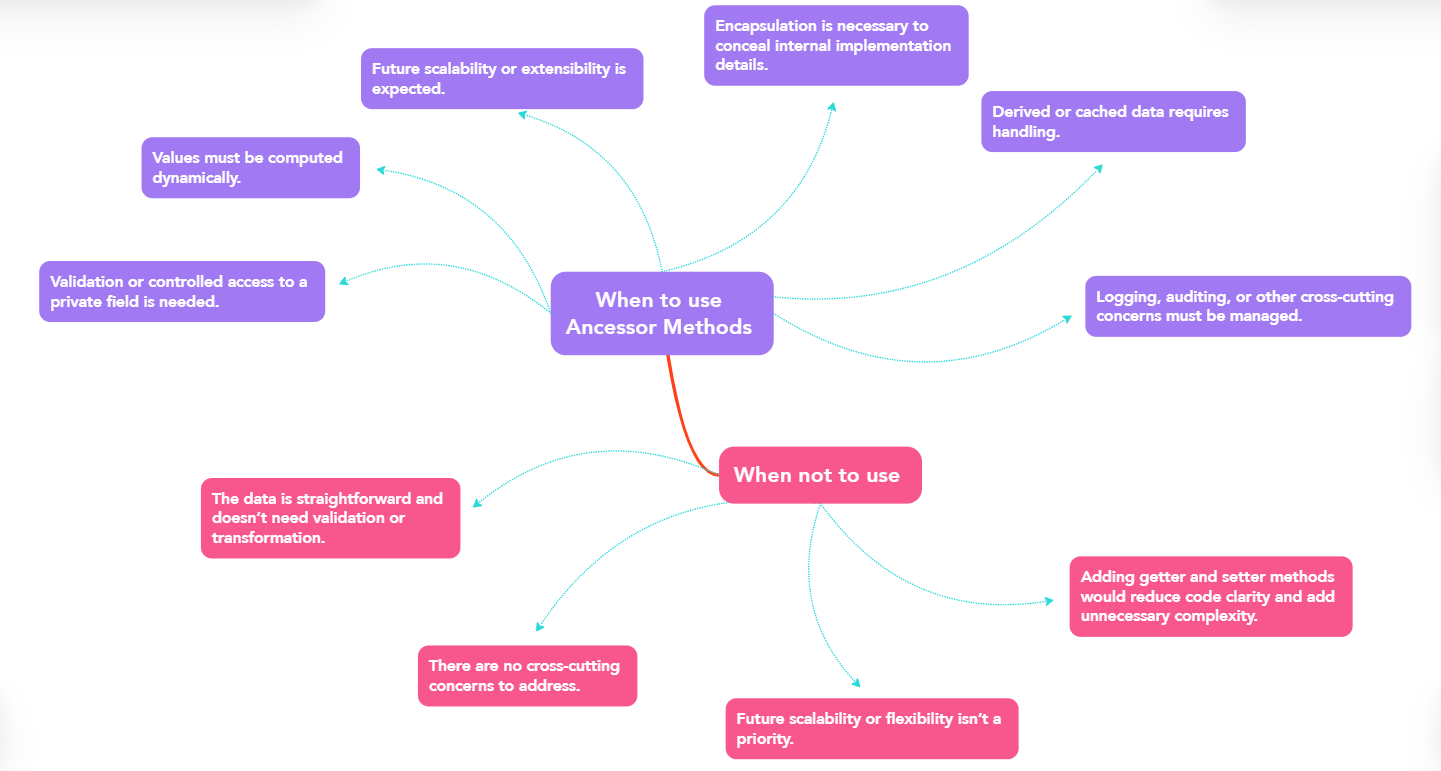 Encapsulation is necessary to
conceal internal implementation
details.
Future scalability or extensibility is
expected.
Derived or cached data requires
handling.
Values must be computed
dynamically.
Validation or controlled access to a
private field is needed.
When to use
Ancessor Methods
Logging, auditing, or other cross-cutting
concerns must be managed.
When not to use
The data is straightforward and
doesn’t need validation or
transformation.
Adding getter and setter methods
would reduce code clarity and add
unnecessary complexity.
There are no cross-cutting
concerns to address.
Future scalability or flexibility isn’t a
priority.